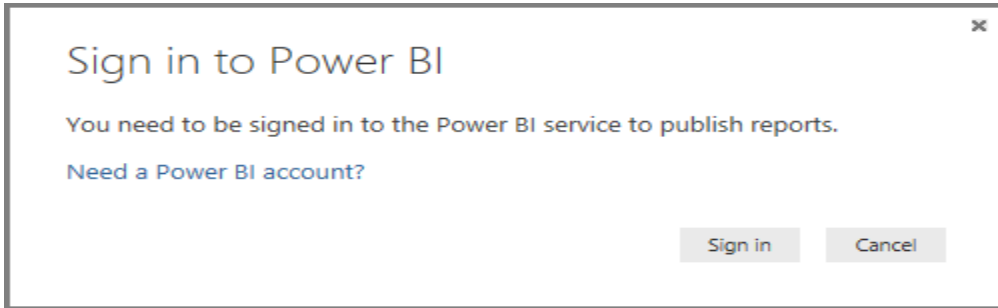 Sign in to Power BI
You need to be signed in to the Power BI service to publish reports.
Need a Power BI account?
Sign in
Cancel